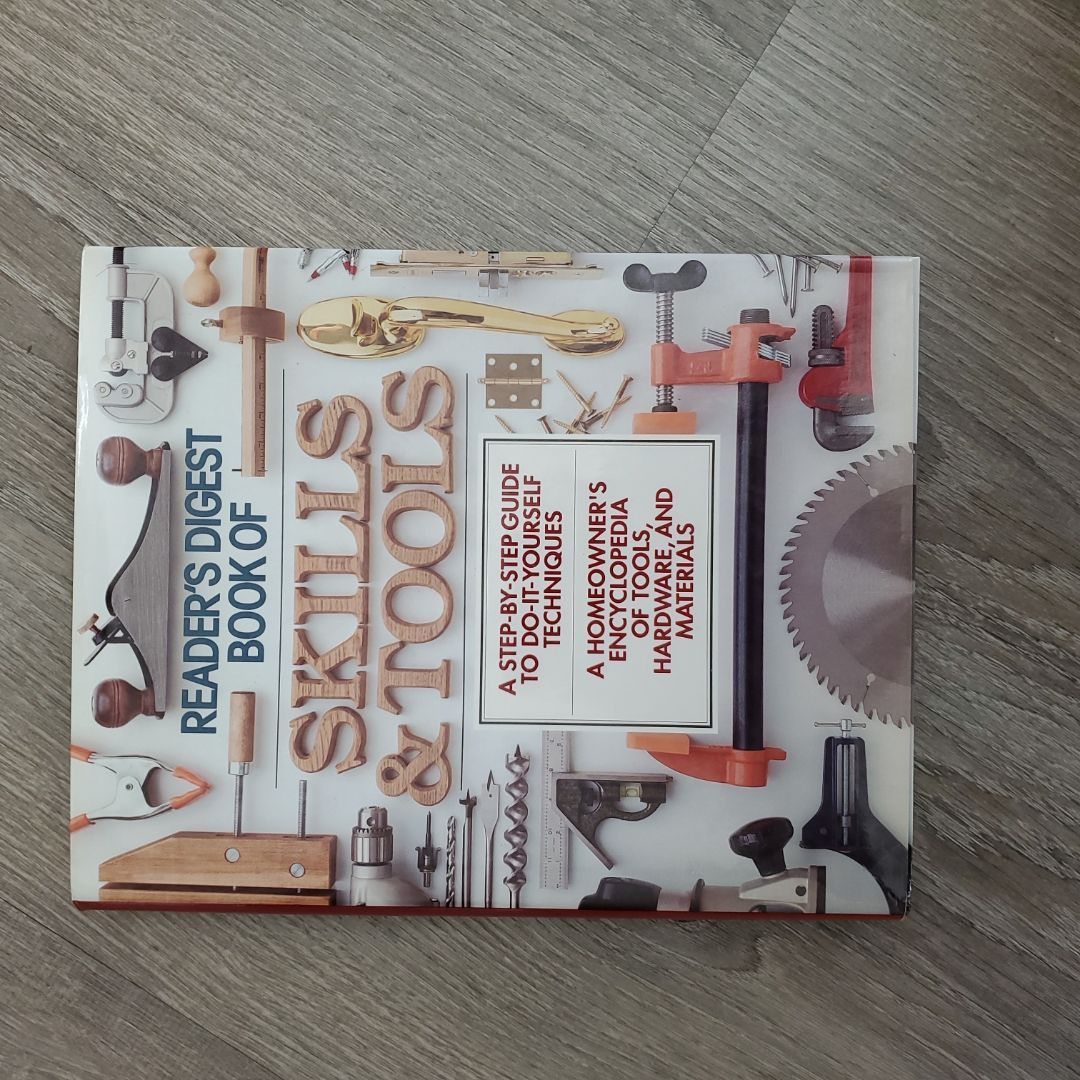 READER'S DIGEST
BOOK OF
SKILLS
& TOOLS
A STEP-BY-STEP GUIDE
TO DO-IT-YOURSELF
TECHNIQUES
A HOMEOWNER'S
ENCYCLOPEDIA
OF TOOLS,
HARDWARE, AND
MATERIALS